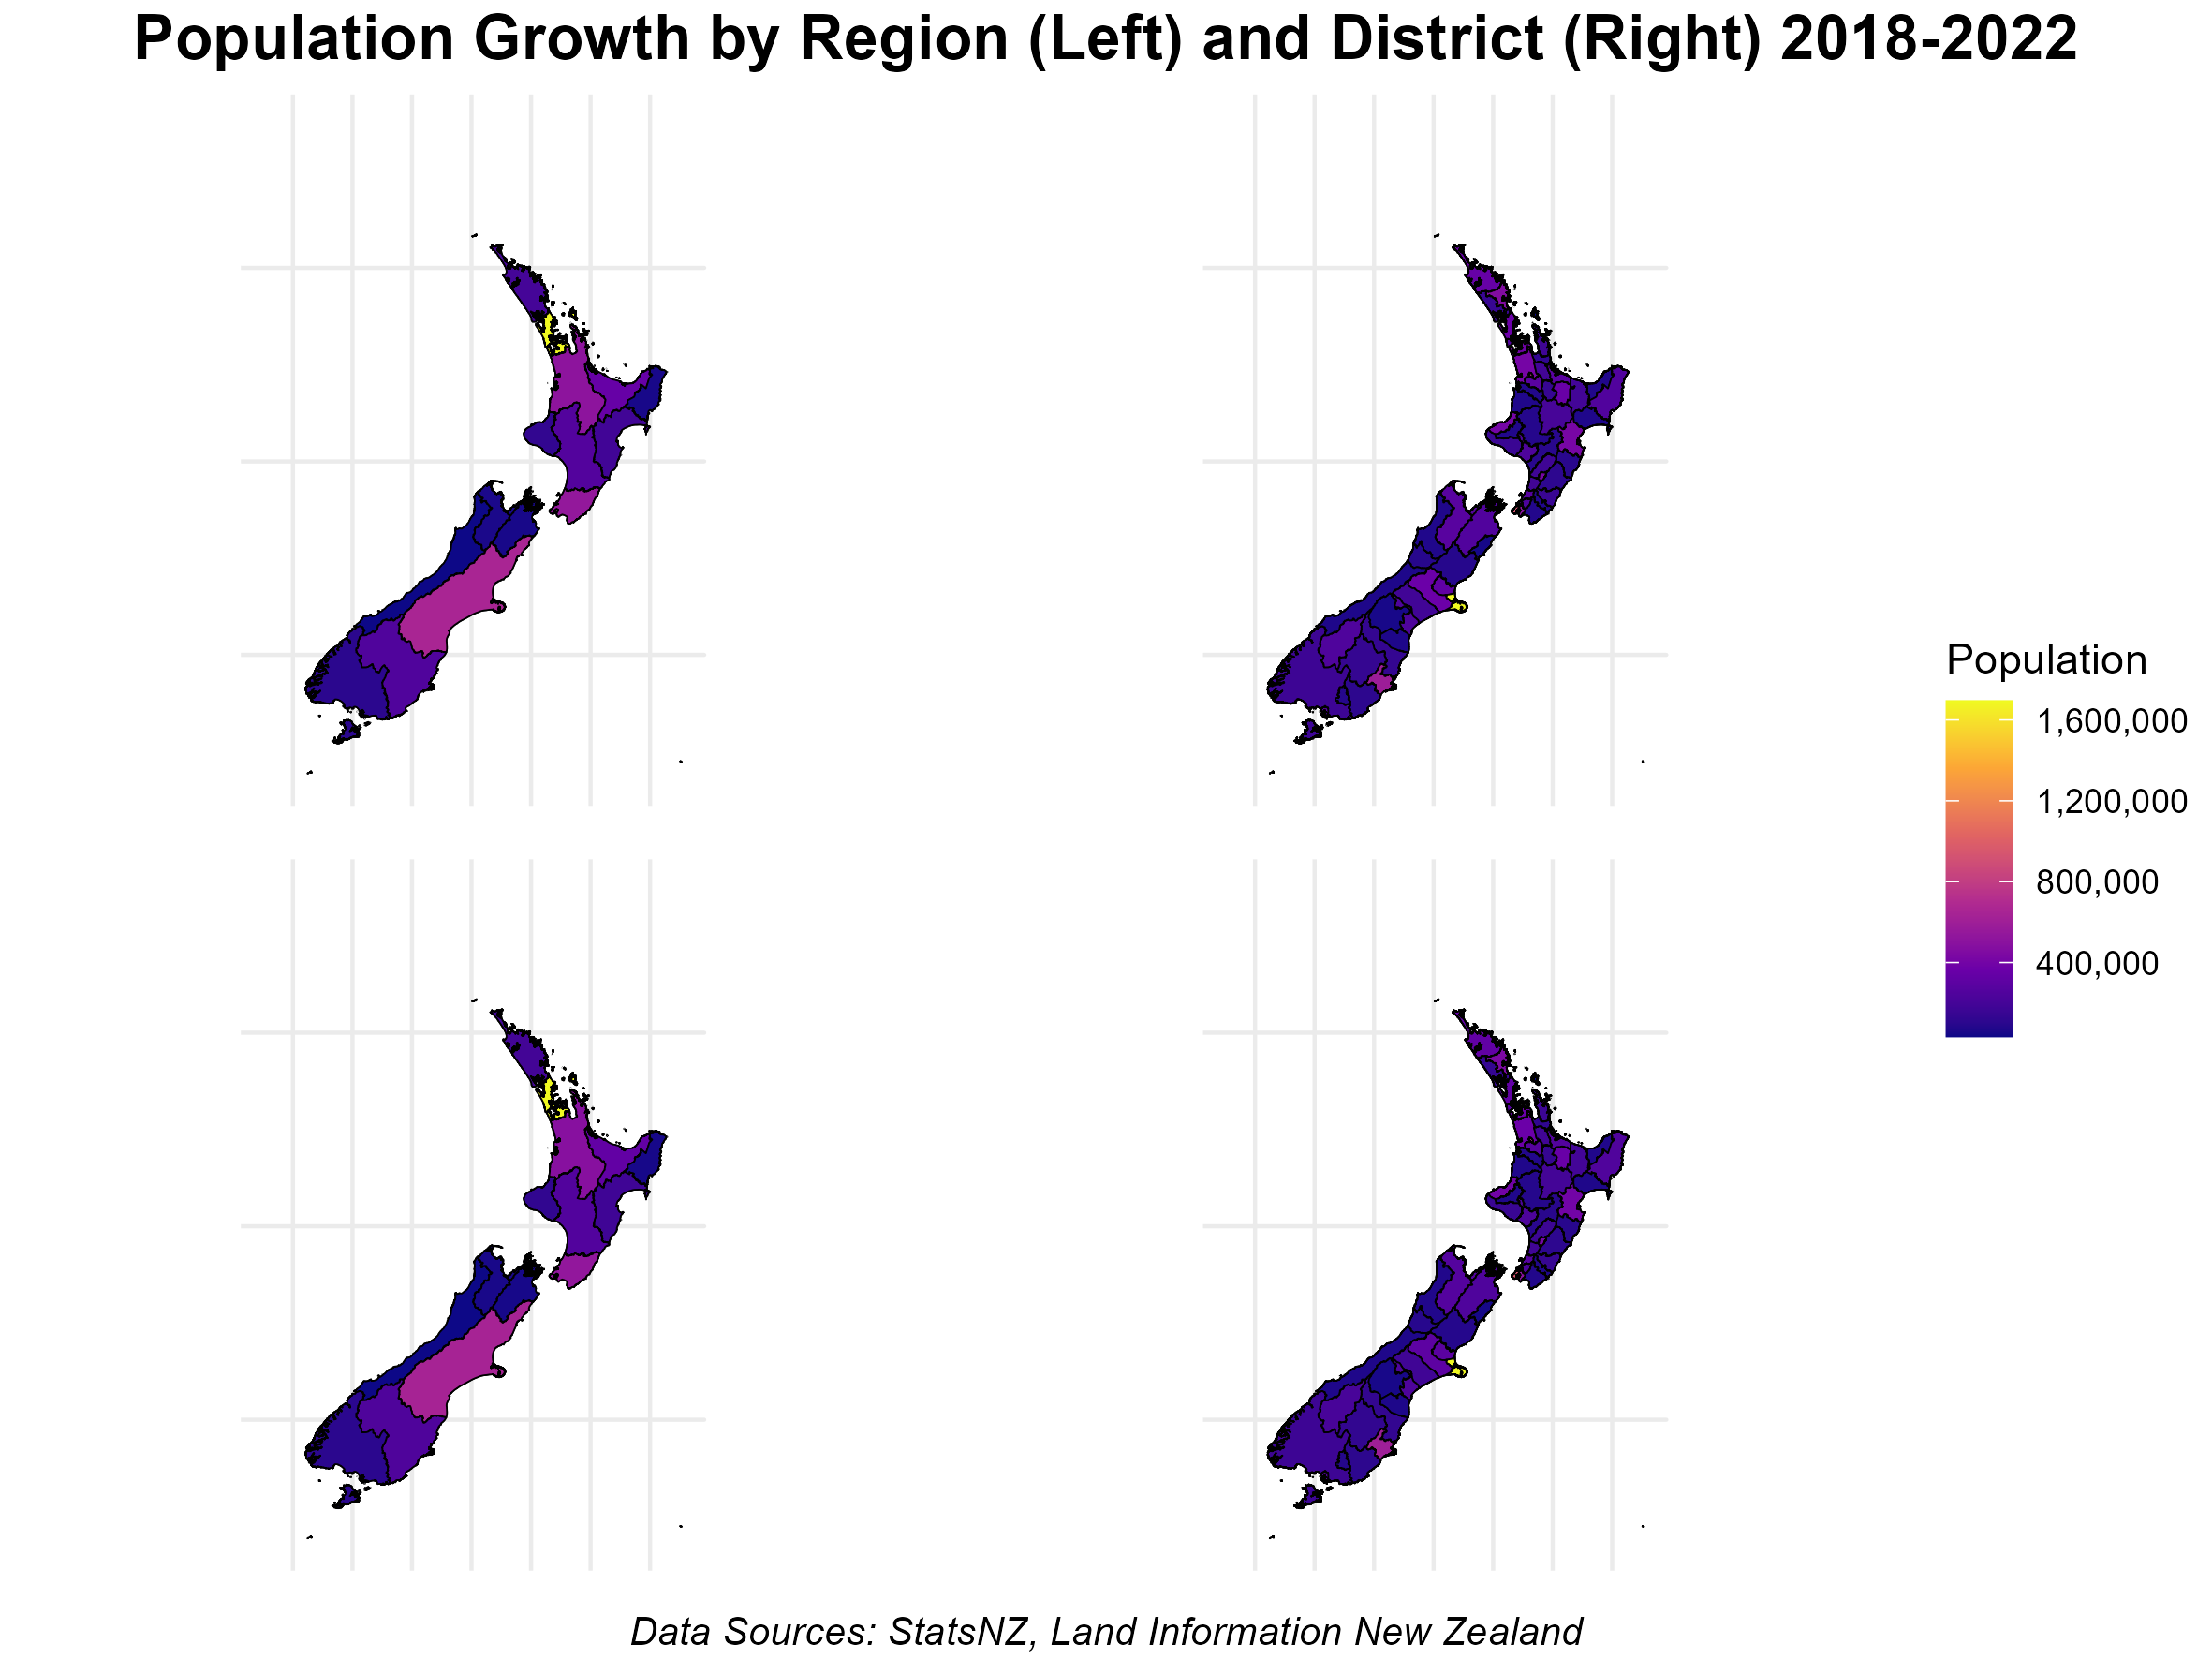 Population Growth by Region (Left) and District (Right) 2018-2022
Population
1,600,000
1,200,000
800,000
400,000
Data Sources: StatsNZ, Land Information New Zealand